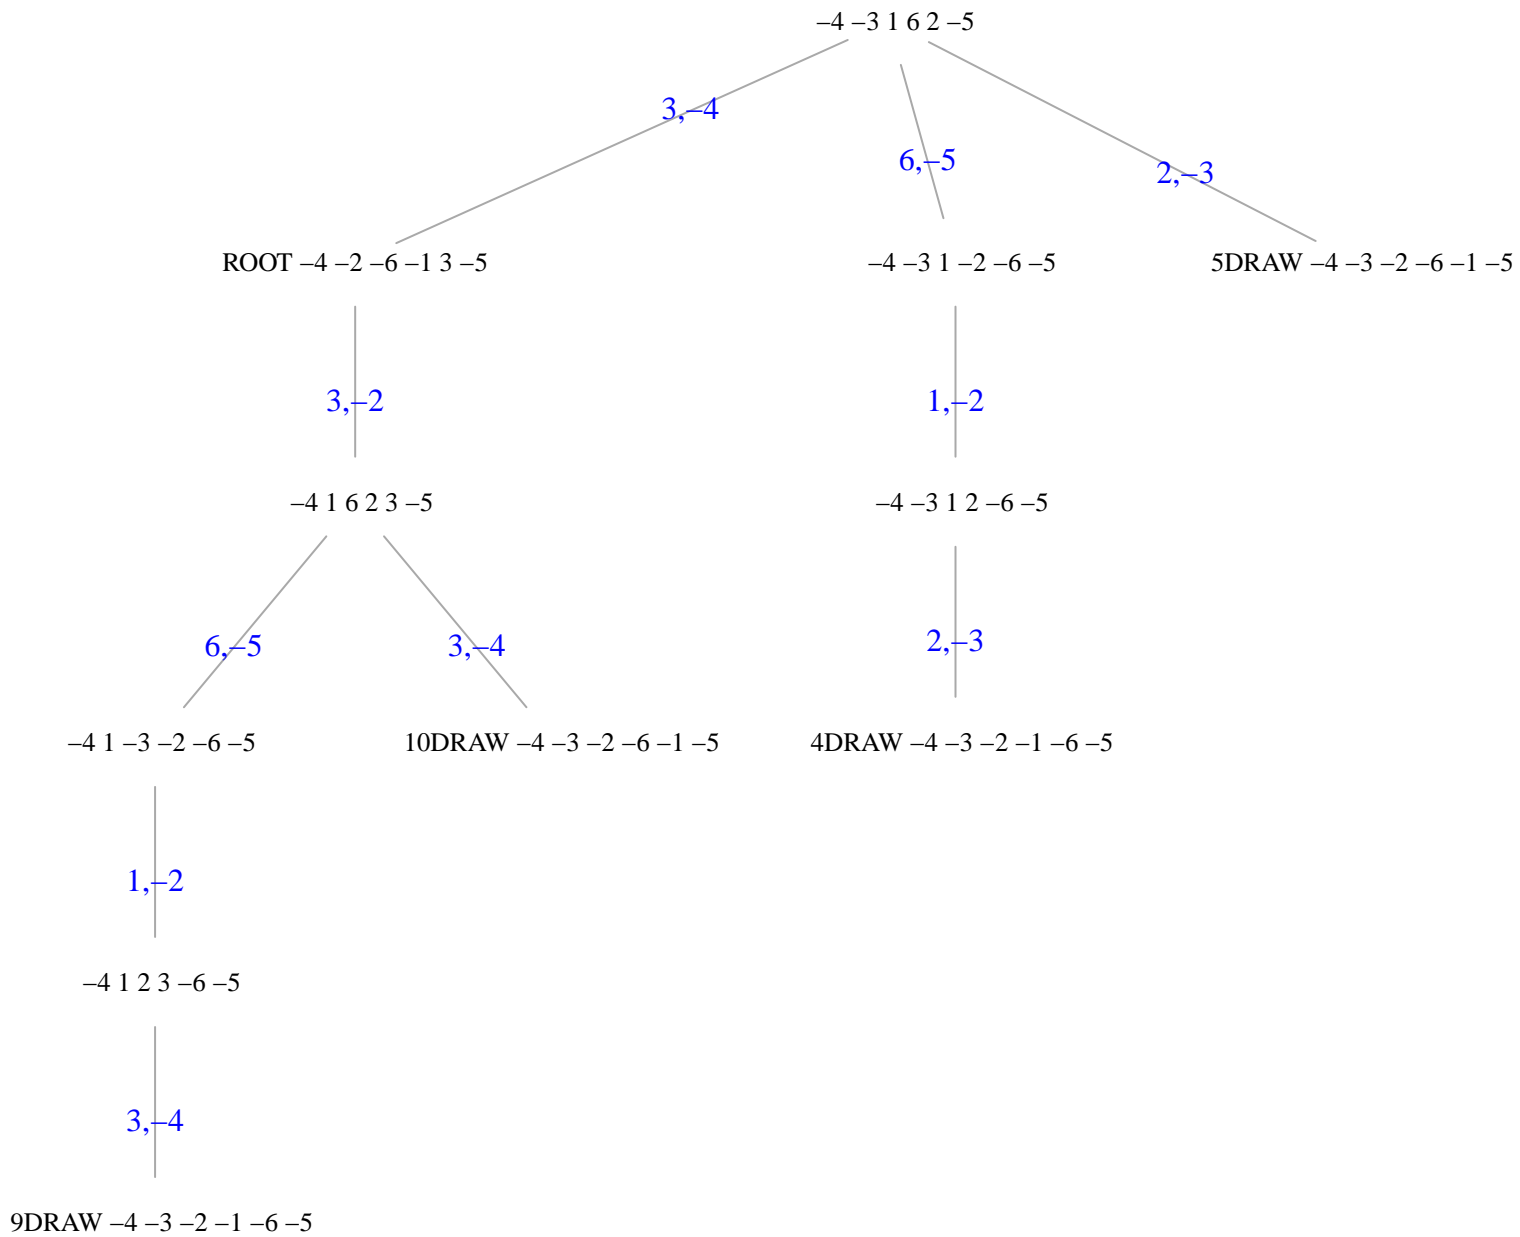 –4 –3 1 6 2 –5
3,–4
6,–5
2,–3
ROOT –4 –2 –6 –1 3 –5
–4 –3 1 –2 –6 –5
5DRAW –4 –3 –2 –6 –1 –5
3,–2
1,–2
–4 1 6 2 3 –5
–4 –3 1 2 –6 –5
6,–5
3,–4
2,–3
–4 1 –3 –2 –6 –5
10DRAW –4 –3 –2 –6 –1 –5
4DRAW –4 –3 –2 –1 –6 –5
1,–2
–4 1 2 3 –6 –5
3,–4
9DRAW –4 –3 –2 –1 –6 –5